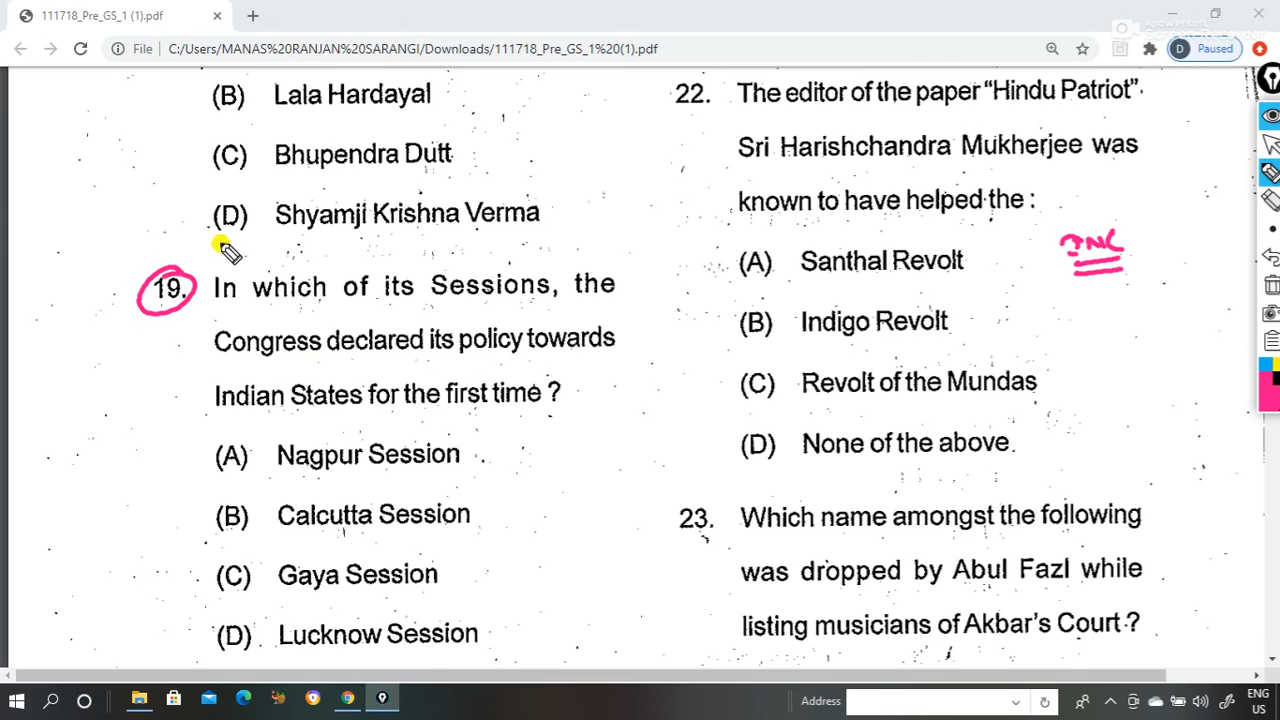 111718_Pre_GS_1 (1).pdf
Apowersoft
Screen Recorder
File
C:/Users/MANAS%20RANJAN%20SARANGI/Downloads/111718_Pre_GS_1%20(1).pdf
D Paused
(B) Lala Hardayal
(C) Bhupendra Dutt
(D) Shyamji Krishna Verma
19. In which of its Sessions, the
Congress declared its policy towards
Indian States for the first time ?
(A) Nagpur Session
(B) Calcutta Session
(C) Gaya Session
(D) Lucknow Session
22. The editor of the paper “Hindu Patriot”
Sri Harishchandra Mukherjee was
known to have helped the :
INC
(A) Santhal Revolt
(B) Indigo Revolt
(C) Revolt of the Mundas
(D) None of the above
23. Which name amongst the following
was dropped by Abul Fazl while
listing musicians of Akbar's Court ?
Address
ENG
US